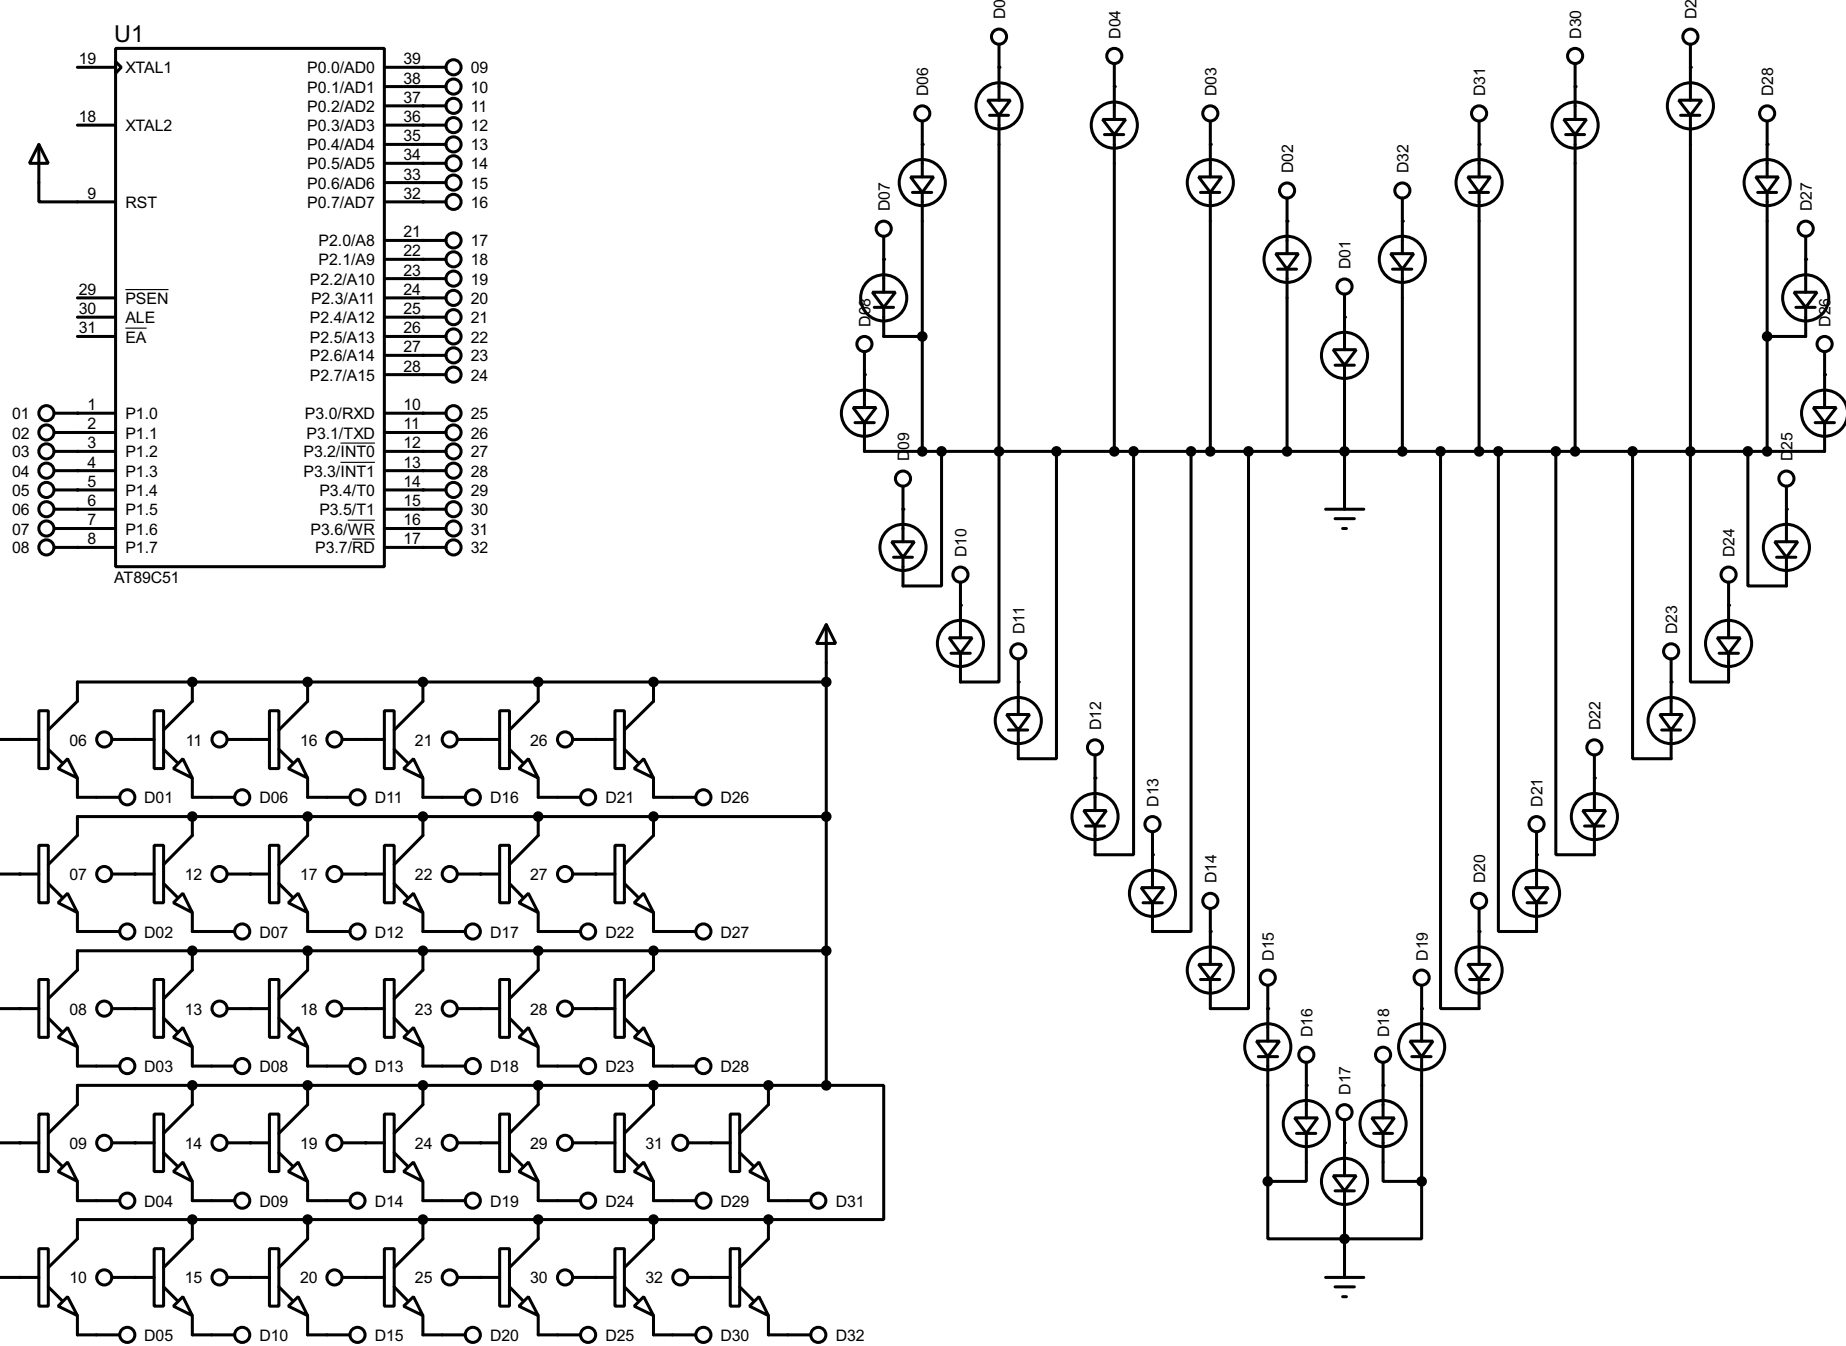 U1
19 XTAL1 P0.0/AD0 39 09
P0.1/AD1 38 10
P0.2/AD2 37 11
18 XTAL2 P0.3/AD3 36 12
P0.4/AD4 35 13
P0.5/AD5 34 14
P0.6/AD6 33 15
9 RST P0.7/AD7 32 16
P2.0/A8 21 17
P2.1/A9 22 18
P2.2/A10 23 19
29 PSEN P2.3/A11 24 20
30 ALE P2.4/A12 25 21
31 EA P2.5/A13 26 22
P2.6/A14 27 23
P2.7/A15 28 24
01 1 P1.0 P3.0/RXD 10 25
02 2 P1.1 P3.1/TXD 11 26
03 3 P1.2 P3.2/INT0 12 27
04 4 P1.3 P3.3/INT1 13 28
05 5 P1.4 P3.4/T0 14 29
06 6 P1.5 P3.5/T1 15 30
07 7 P1.6 P3.6/WR 16 31
08 8 P1.7 P3.7/RD 17 32
AT89C51
D0 D2
D04 D30
D06 D03 D31 D28
D02 D32
D07 D27
D01
D08 D26
D09 D25
D10 D24
D11 D23
D12 D22
D13 D21
D14 D20
D15 D19
D16 D18
D17
06 11 16 21 26
D01 D06 D11 D16 D21 D26
07 12 17 22 27
D02 D07 D12 D17 D22 D27
08 13 18 23 28
D03 D08 D13 D18 D23 D28
09 14 19 24 29 31
D04 D09 D14 D19 D24 D29 D31
10 15 20 25 30 32
D05 D10 D15 D20 D25 D30 D32